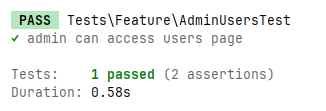 PASS Tests\Feature\AdminUsersTest
✓ admin can access users page
Tests: 1 passed (2 assertions)
Duration: 0.58s